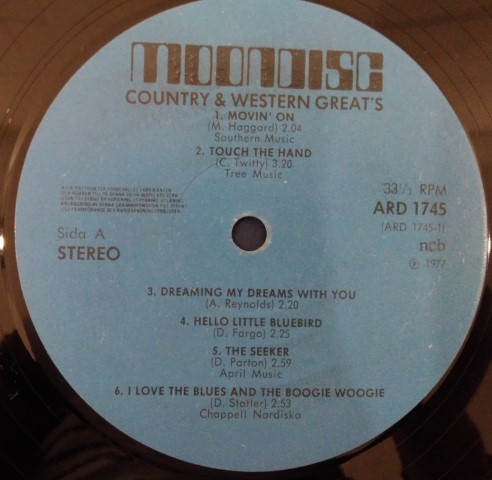 MOONDISC
COUNTRY & WESTERN GREAT'S
1. MOVIN' ON
(M. Haggard) 2.04
Southern Music
2. TOUCH THE HAND
(C. Twitty) 3.20
Tree Music
33 1/3 RPM
ARD 1745
(ARD 1745-1)
Sida A
STEREO
ncb
℗ 1977
3. DREAMING MY DREAMS WITH YOU
(A. Reynolds) 2.20
4. HELLO LITTLE BLUEBIRD
(D. Fargo) 2.25
5. THE SEEKER
(D. Parton) 2.59
April Music
6. I LOVE THE BLUES AND THE BOOGIE WOOGIE
(D. Statler) 2.53
Chappell Nordiska